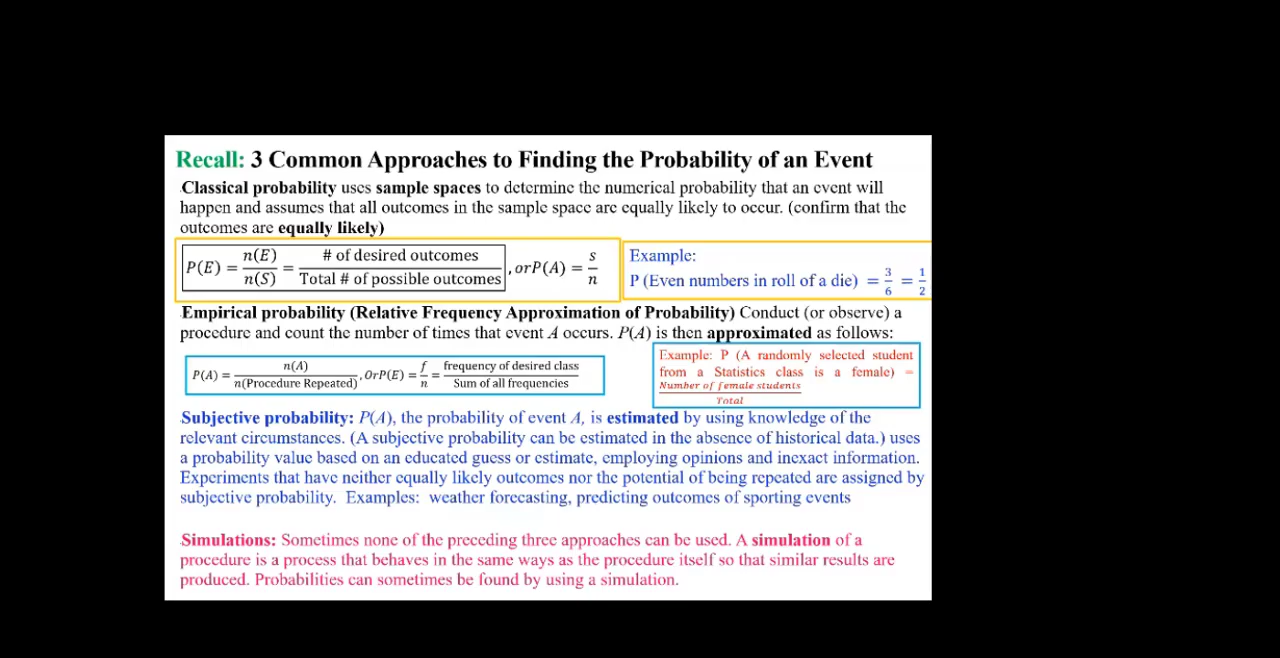 Recall: 3 Common Approaches to Finding the Probability of an Event
Classical probability uses sample spaces to determine the numerical probability that an event will
happen and assumes that all outcomes in the sample space are equally likely to occur. (confirm that the
outcomes are equally likely)
P(E) = n(E)/n(S) = # of desired outcomes/Total # of possible outcomes , orP(A) = s/n
Example:
P (Even numbers in roll of a die) = 3/6 = 1/2
Empirical probability (Relative Frequency Approximation of Probability) Conduct (or observe) a
procedure and count the number of times that event A occurs. P(A) is then approximated as follows:
P(A) = n(A)/n(Procedure Repeated) , OrP(E) = f/n = frequency of desired class/Sum of all frequencies
Example: P (A randomly selected student
from a Statistics class is a female) =
Number of female students/Total
Subjective probability: P(A), the probability of event A, is estimated by using knowledge of the
relevant circumstances. (A subjective probability can be estimated in the absence of historical data.) uses
a probability value based on an educated guess or estimate, employing opinions and inexact information.
Experiments that have neither equally likely outcomes nor the potential of being repeated are assigned by
subjective probability. Examples: weather forecasting, predicting outcomes of sporting events
Simulations: Sometimes none of the preceding three approaches can be used. A simulation of a
procedure is a process that behaves in the same ways as the procedure itself so that similar results are
produced. Probabilities can sometimes be found by using a simulation.